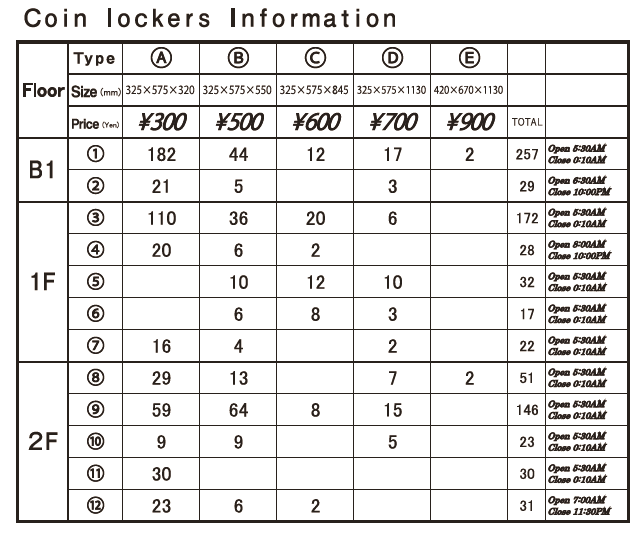 Coin lockers Information
Floor Type Ⓐ Ⓑ Ⓒ Ⓓ Ⓔ
Size (mm) 325×575×320 325×575×550 325×575×845 325×575×1130 420×670×1130
Price (Yen) ¥300 ¥500 ¥600 ¥700 ¥900 TOTAL
B1 ① 182 44 12 17 2 257 Open 5:30AM Close 0:10AM
② 21 5 3 29 Open 6:30AM Close 10:00PM
1F ③ 110 36 20 6 172 Open 5:30AM Close 0:10AM
④ 20 6 2 28 Open 8:00AM Close 10:00PM
⑤ 10 12 10 32 Open 5:30AM Close 0:10AM
⑥ 6 8 3 17 Open 5:30AM Close 0:10AM
⑦ 16 4 2 22 Open 5:30AM Close 0:10AM
2F ⑧ 29 13 7 2 51 Open 5:30AM Close 0:10AM
⑨ 59 64 8 15 146 Open 5:30AM Close 0:10AM
⑩ 9 9 5 23 Open 5:30AM Close 0:10AM
⑪ 30 30 Open 5:30AM Close 0:10AM
⑫ 23 6 2 31 Open 7:00AM Close 11:30PM